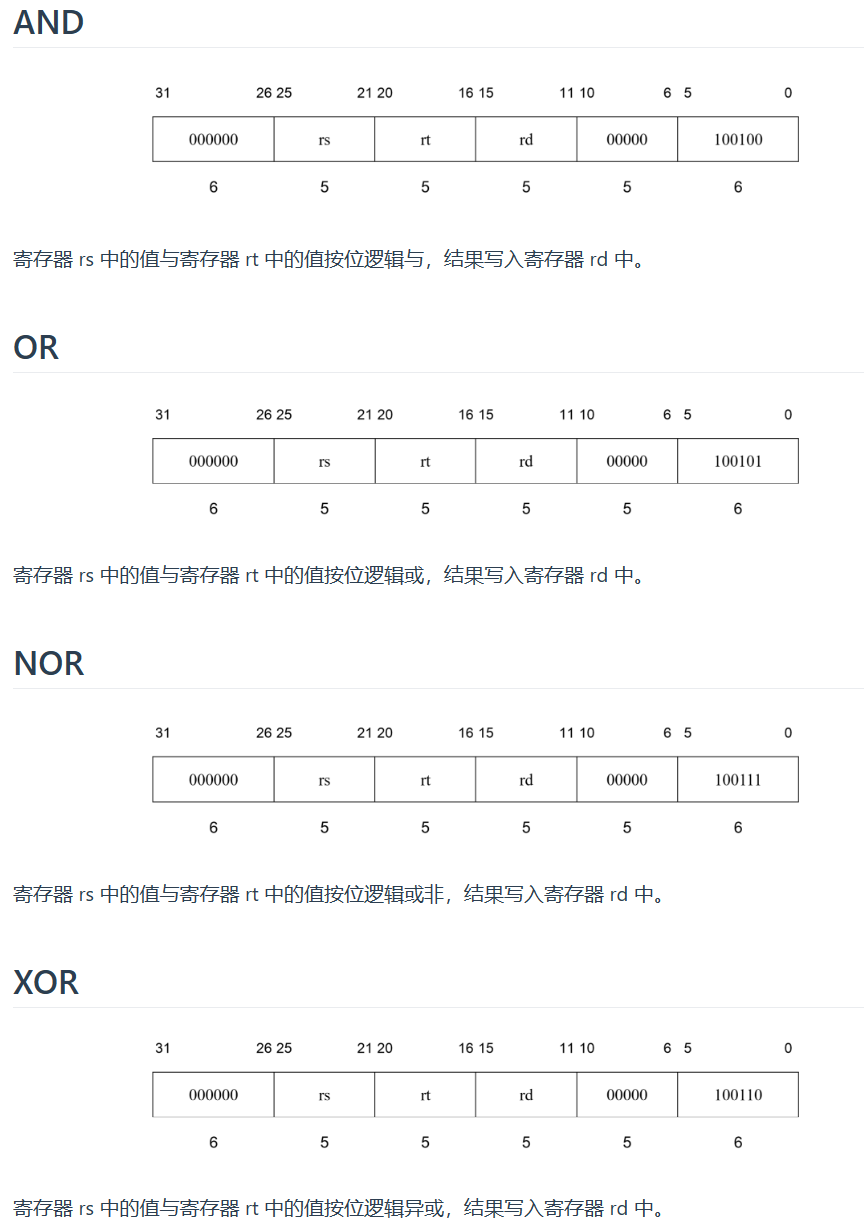 AND
31 26 25 21 20 16 15 11 10 6 5 0
000000 rs rt rd 00000 100100
6 5 5 5 5 6
寄存器 rs 中的值与寄存器 rt 中的值按位逻辑与，结果写入寄存器 rd 中。
OR
31 26 25 21 20 16 15 11 10 6 5 0
000000 rs rt rd 00000 100101
6 5 5 5 5 6
寄存器 rs 中的值与寄存器 rt 中的值按位逻辑或，结果写入寄存器 rd 中。
NOR
31 26 25 21 20 16 15 11 10 6 5 0
000000 rs rt rd 00000 100111
6 5 5 5 5 6
寄存器 rs 中的值与寄存器 rt 中的值按位逻辑或非，结果写入寄存器 rd 中。
XOR
31 26 25 21 20 16 15 11 10 6 5 0
000000 rs rt rd 00000 100110
6 5 5 5 5 6
寄存器 rs 中的值与寄存器 rt 中的值按位逻辑异或，结果写入寄存器 rd 中。